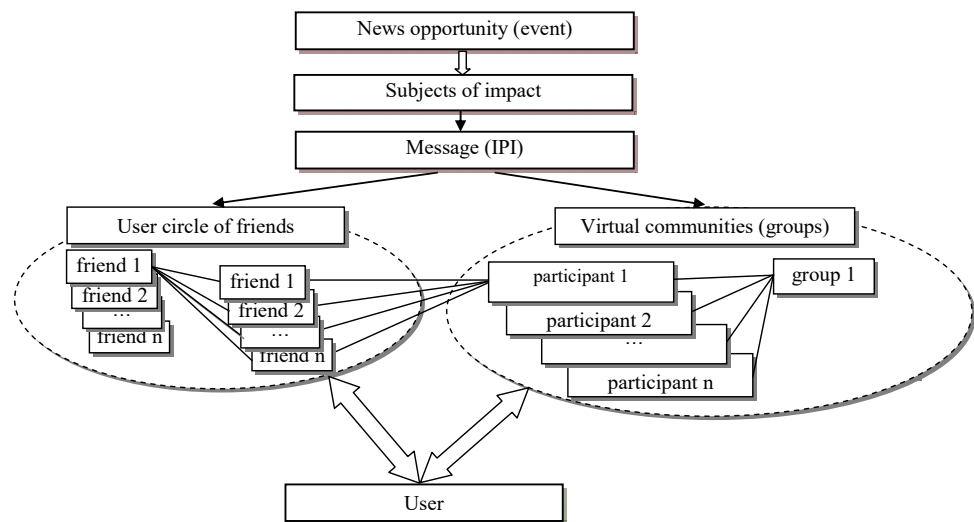 News opportunity (event)
Subjects of impact
Message (IPI)
User circle of friends
Virtual communities (groups)
friend 1
friend 2
...
friend n
friend 1
friend 2
...
friend n
participant 1
participant 2
...
participant n
group 1
User